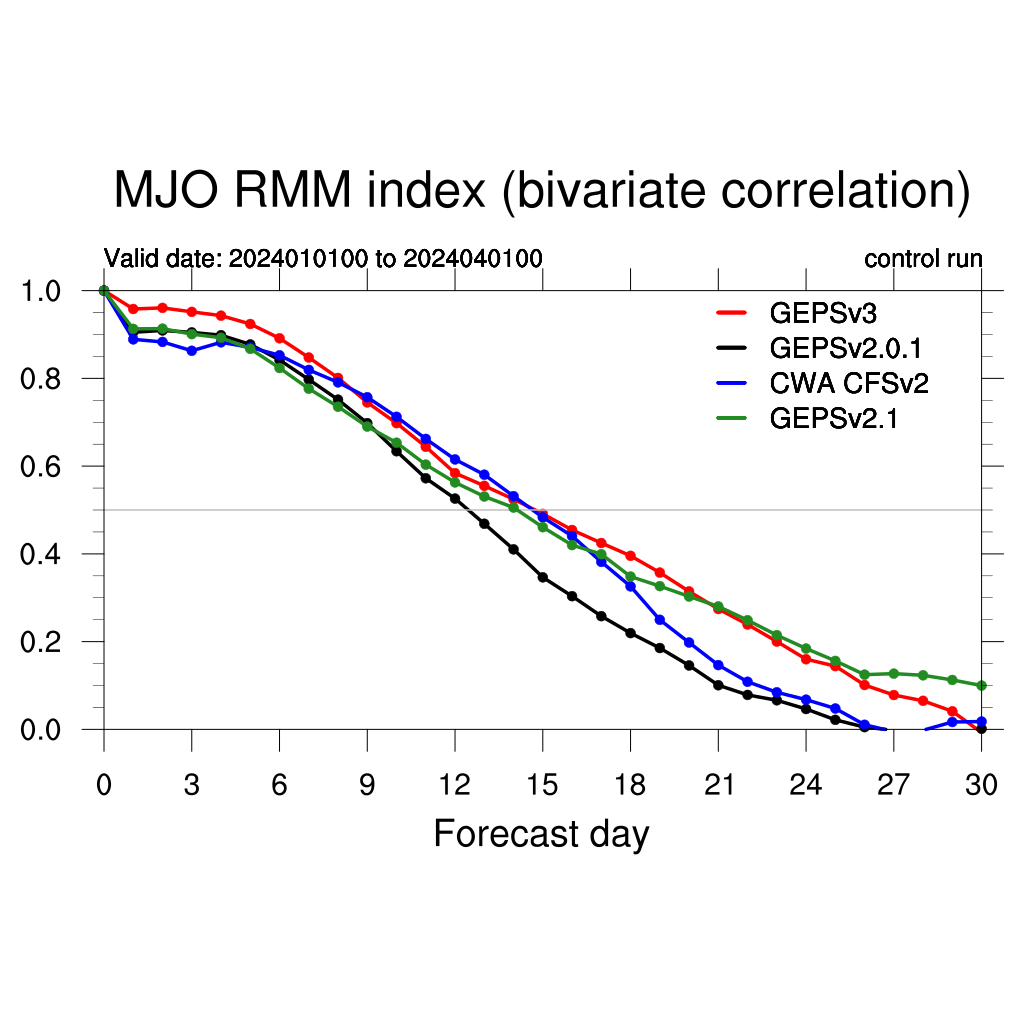 MJO RMM index (bivariate correlation)
Valid date: 2024010100 to 2024040100 control run
1.0
0.8
0.6
0.4
0.2
0.0
GEPSv3
GEPSv2.0.1
CWA CFSv2
GEPSv2.1
0 3 6 9 12 15 18 21 24 27 30
Forecast day